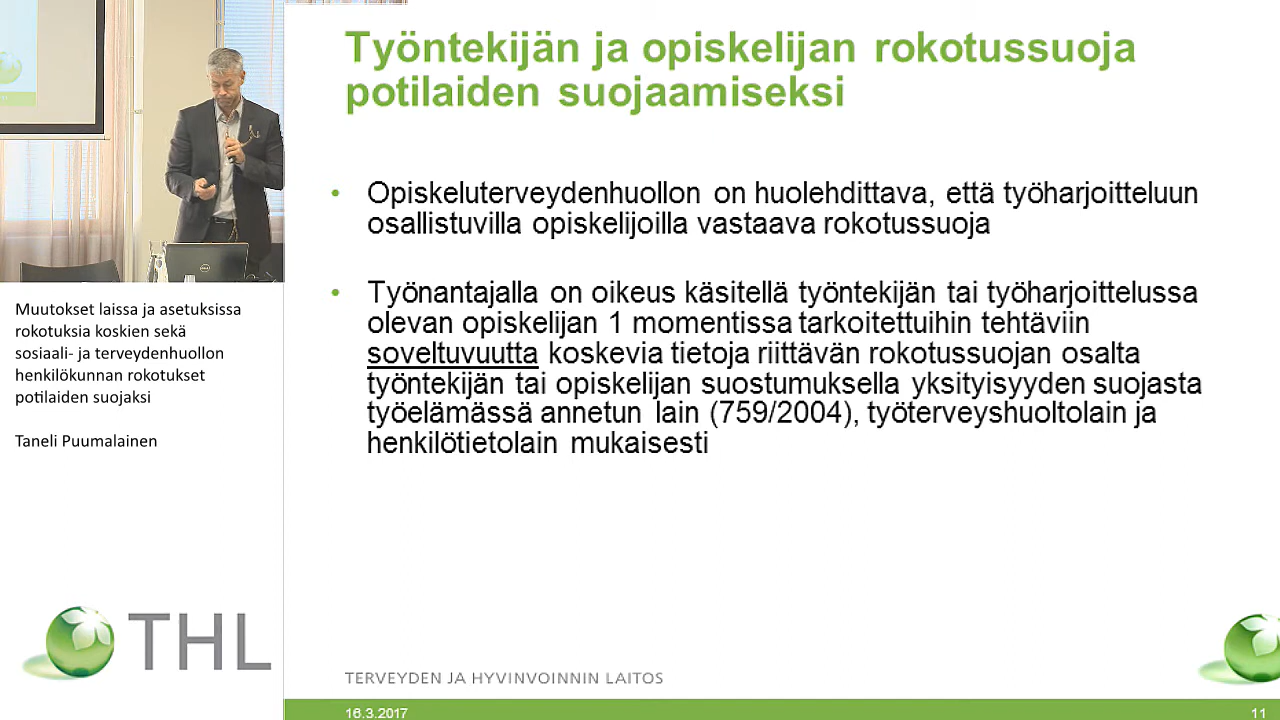 Työntekijän ja opiskelijan rokotussuoja
potilaiden suojaamiseksi
• Opiskeluterveydenhuollon on huolehdittava, että työharjoitteluun
osallistuvilla opiskelijoilla vastaava rokotussuoja
• Työnantajalla on oikeus käsitellä työntekijän tai työharjoittelussa
olevan opiskelijan 1 momentissa tarkoitettuihin tehtäviin
soveltuvuutta koskevia tietoja riittävän rokotussuojan osalta
työntekijän tai opiskelijan suostumuksella yksityisyyden suojasta
työelämässä annetun lain (759/2004), työterveyshuoltolain ja
henkilötietolain mukaisesti
Muutokset laissa ja asetuksissa
rokotuksia koskien sekä
sosiaali- ja terveydenhuollon
henkilökunnan rokotukset
potilaiden suojaksi
Taneli Puumalainen
THL
TERVEYDEN JA HYVINVOINNIN LAITOS
16.3.2017
11